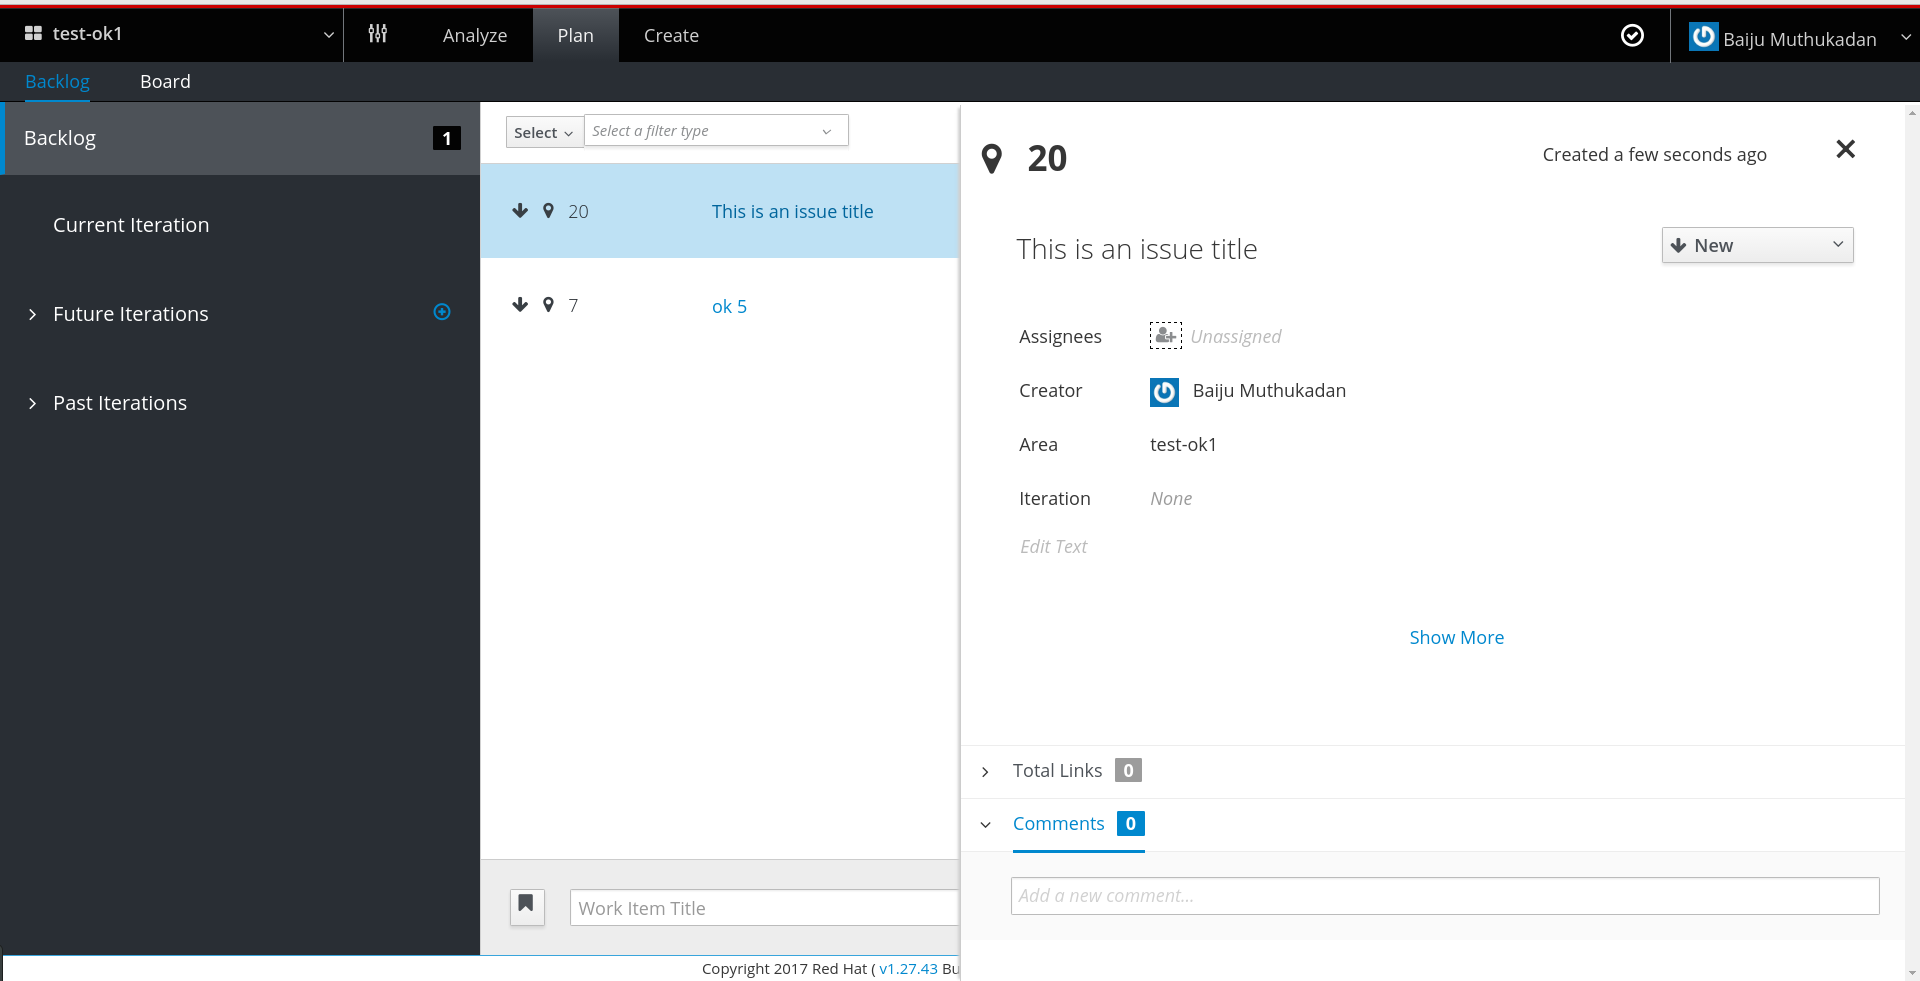 test-ok1
Analyze
Plan
Create
Baiju Muthukadan
Backlog
Board
Backlog
1
Current Iteration
Future Iterations
Past Iterations
Select
Select a filter type
20
This is an issue title
7
ok 5
Work Item Title
20
Created a few seconds ago
This is an issue title
New
Assignees
Unassigned
Creator
Baiju Muthukadan
Area
test-ok1
Iteration
None
Edit Text
Show More
Total Links 0
Comments 0
Add a new comment...
Copyright 2017 Red Hat ( v1.27.43 Bu